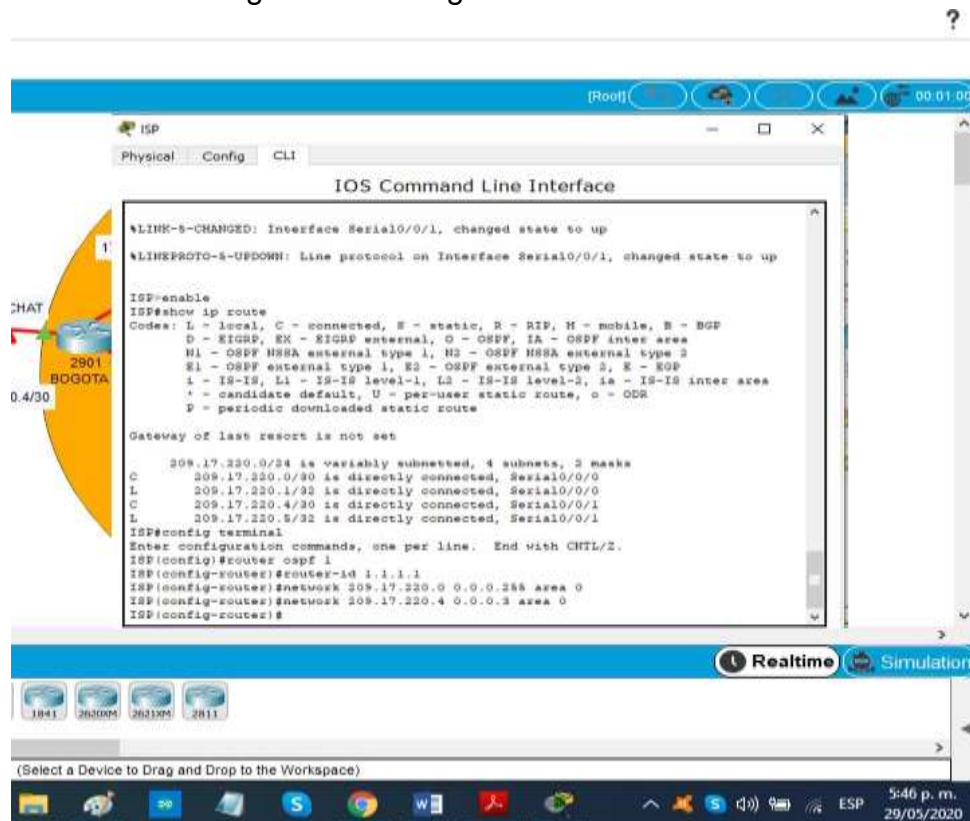 ?
[Root]
00:01:00
ISP
Physical Config CLI
IOS Command Line Interface
%LINK-5-CHANGED: Interface Serial0/0/1, changed state to up
%LINEPROTO-5-UPDOWN: Line protocol on Interface Serial0/0/1, changed state to up
ISP>enable
ISP#show ip route
Codes: L - local, C - connected, S - static, R - RIP, M - mobile, B - BGP
D - EIGRP, EX - EIGRP external, O - OSPF, IA - OSPF inter area
N1 - OSPF NSSA external type 1, N2 - OSPF NSSA external type 2
E1 - OSPF external type 1, E2 - OSPF external type 2, E - EGP
i - IS-IS, L1 - IS-IS level-1, L2 - IS-IS level-2, ia - IS-IS inter area
* - candidate default, U - per-user static route, o - ODR
P - periodic downloaded static route
Gateway of last resort is not set
209.17.220.0/24 is variably subnetted, 4 subnets, 2 masks
C 209.17.220.0/30 is directly connected, Serial0/0/0
L 209.17.220.1/32 is directly connected, Serial0/0/0
C 209.17.220.4/30 is directly connected, Serial0/0/1
L 209.17.220.5/32 is directly connected, Serial0/0/1
ISP#config terminal
Enter configuration commands, one per line. End with CNTL/Z.
ISP(config)#router ospf 1
ISP(config-router)#router-id 1.1.1.1
ISP(config-router)#network 209.17.220.0 0.0.0.255 area 0
ISP(config-router)#network 209.17.220.4 0.0.0.3 area 0
ISP(config-router)#
CHAT
2901
BOGOTA
0.4/30
Realtime Simulation
1841 2620XM 2621XM 2811
(Select a Device to Drag and Drop to the Workspace)
ESP
5:46 p. m.
29/05/2020